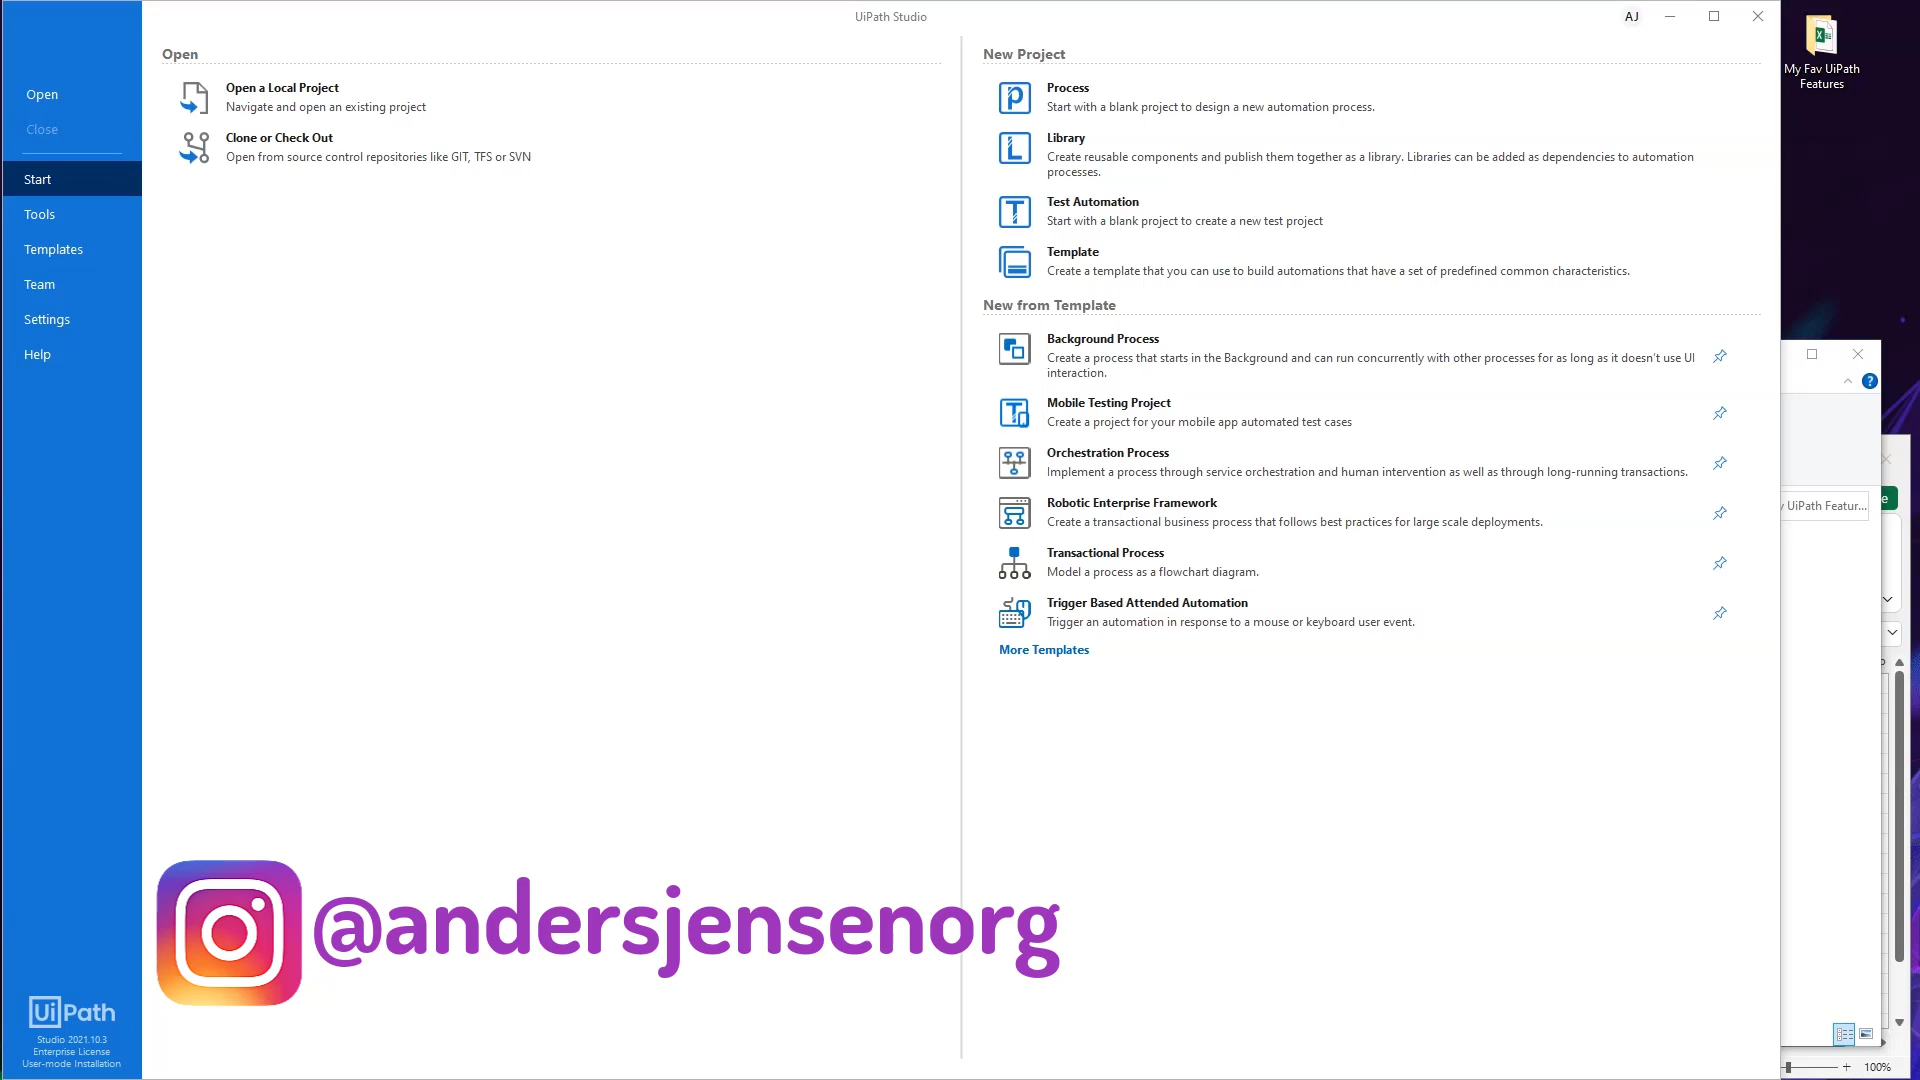 UiPath Studio
AJ
Open
Close
Start
Tools
Templates
Team
Settings
Help
Open
Open a Local Project
Navigate and open an existing project
Clone or Check Out
Open from source control repositories like GIT, TFS or SVN
New Project
Process
Start with a blank project to design a new automation process.
Library
Create reusable components and publish them together as a library. Libraries can be added as dependencies to automation
processes.
Test Automation
Start with a blank project to create a new test project
Template
Create a template that you can use to build automations that have a set of predefined common characteristics.
New from Template
Background Process
Create a process that starts in the Background and can run concurrently with other processes for as long as it doesn't use UI
interaction.
Mobile Testing Project
Create a project for your mobile app automated test cases
Orchestration Process
Implement a process through service orchestration and human intervention as well as through long-running transactions.
Robotic Enterprise Framework
Create a transactional business process that follows best practices for large scale deployments.
Transactional Process
Model a process as a flowchart diagram.
Trigger Based Attended Automation
Trigger an automation in response to a mouse or keyboard user event.
More Templates
@andersjensenorg
UiPath
Studio 2021.10.3
Enterprise License
User-mode Installation
My Fav UiPath
Features
y UiPath Featur...
e
100%